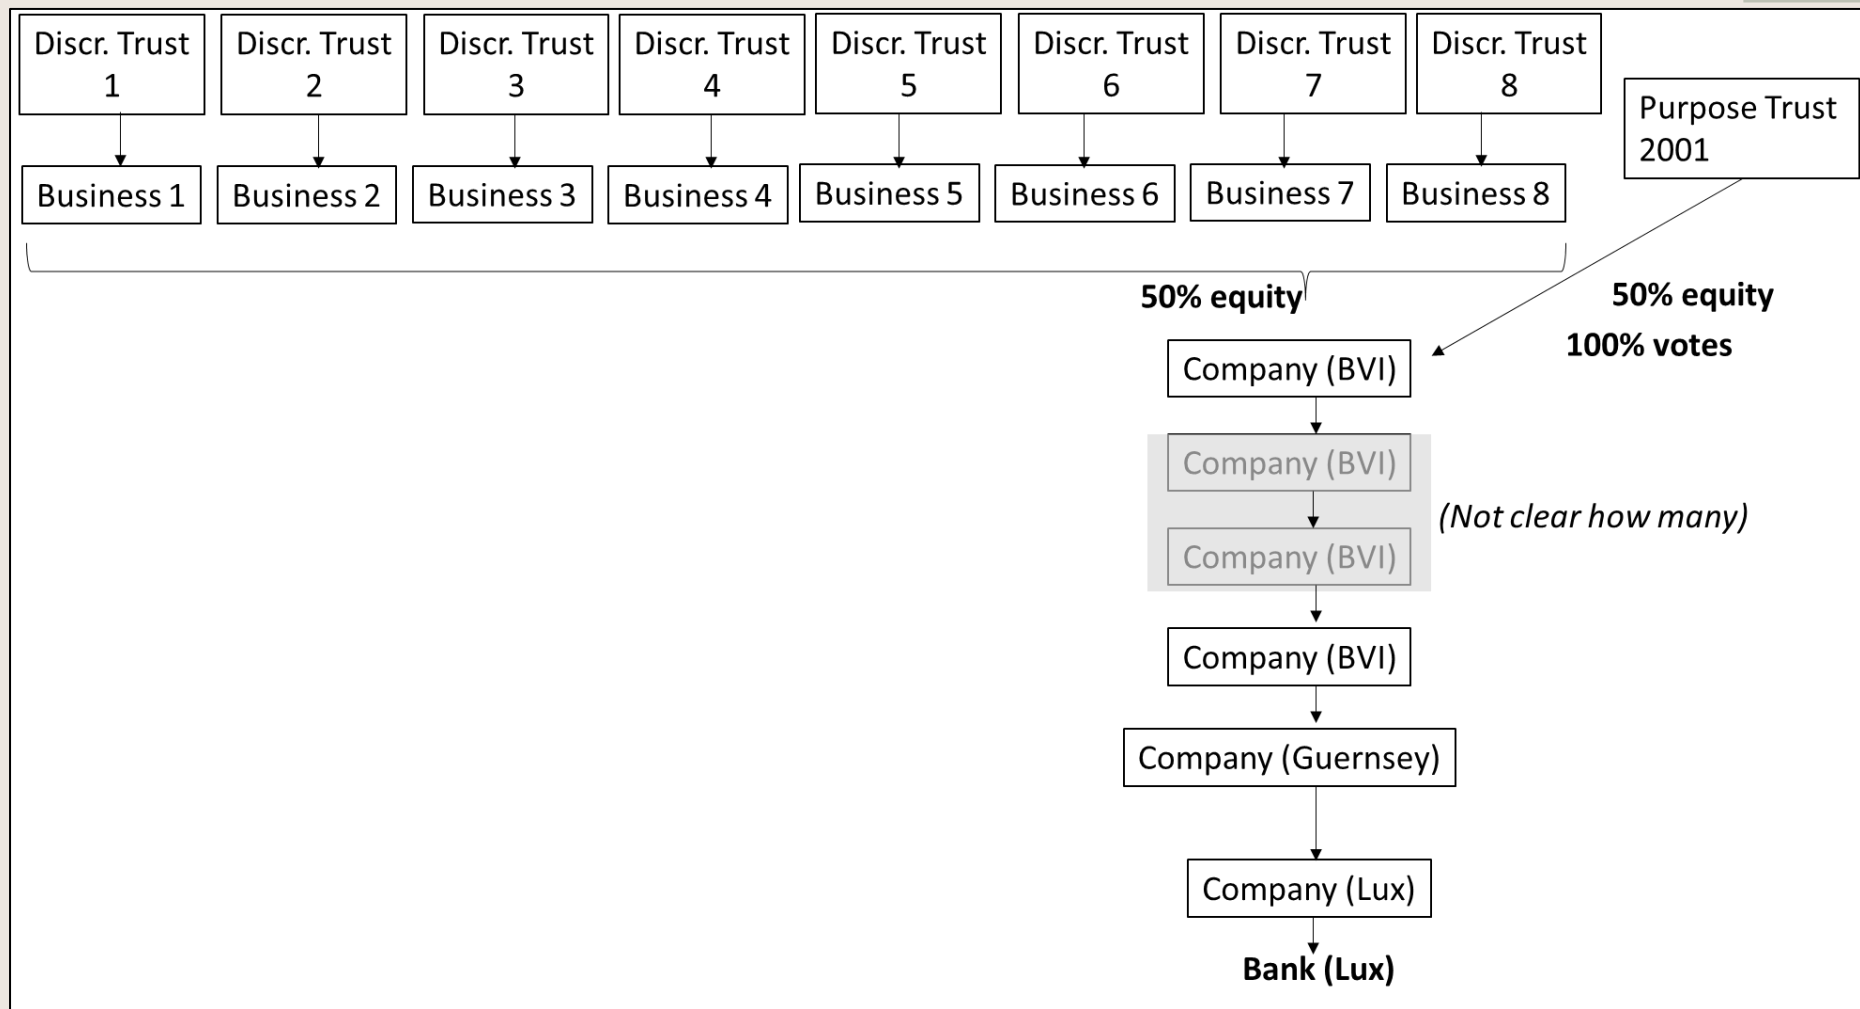 Discr. Trust
1
Discr. Trust
2
Discr. Trust
3
Discr. Trust
4
Discr. Trust
5
Discr. Trust
6
Discr. Trust
7
Discr. Trust
8
Purpose Trust
2001
Business 1
Business 2
Business 3
Business 4
Business 5
Business 6
Business 7
Business 8
50% equity
50% equity
100% votes
Company (BVI)
Company (BVI)
(Not clear how many)
Company (BVI)
Company (BVI)
Company (Guernsey)
Company (Lux)
Bank (Lux)